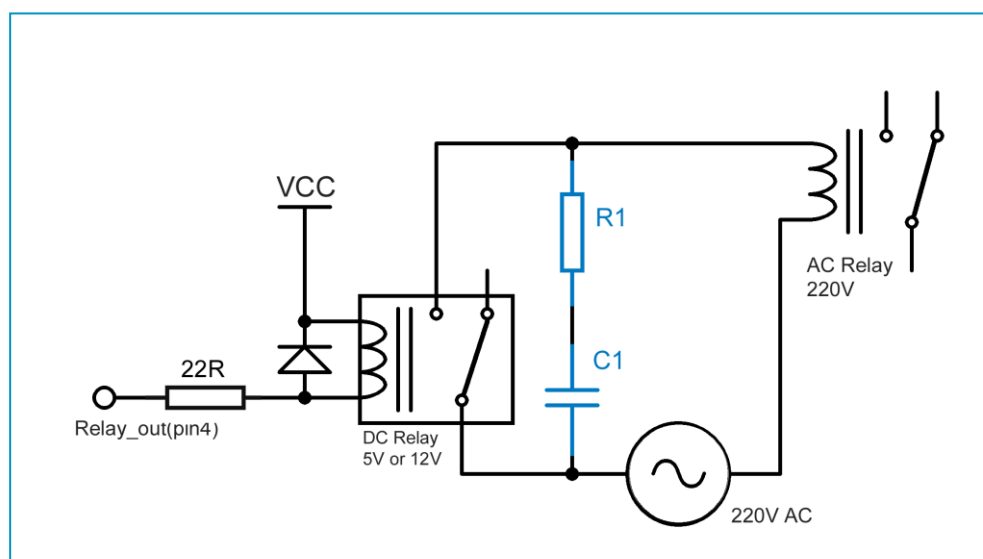 VCC
R1
AC Relay
220V
22R
C1
Relay_out(pin4)
DC Relay
5V or 12V
220V AC